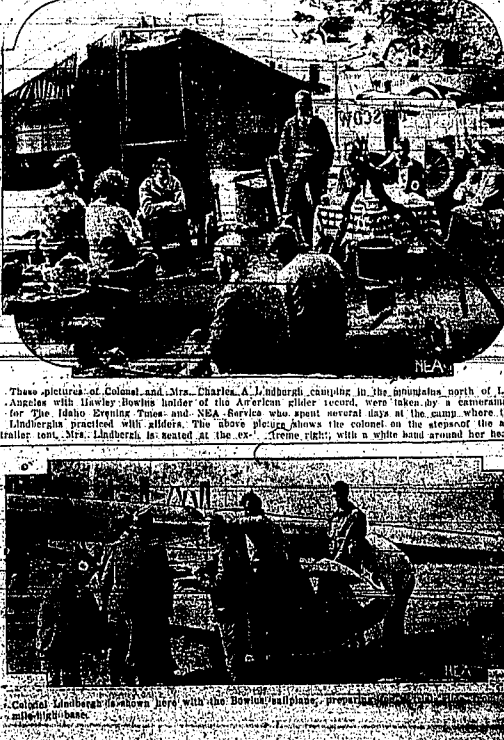 NEA
These pictures of Colonel and Mrs. Charles A. Lindbergh camping in the mountains north of L
Angeles with Hawley Bowlus holder of the American glider record, were taken by a cameram
for The Idaho Evening Times and NEA Service who spent several days at the camp where t
Lindberghs practiced with gliders. The above picture shows the colonel on the steps of the a
trailer tent. Mrs. Lindbergh is seated at the ex- treme right, with a white band around her hea
NEA
Colonel Lindbergh is shown here with the Bowlus sailplane, preparing
mile-high base.